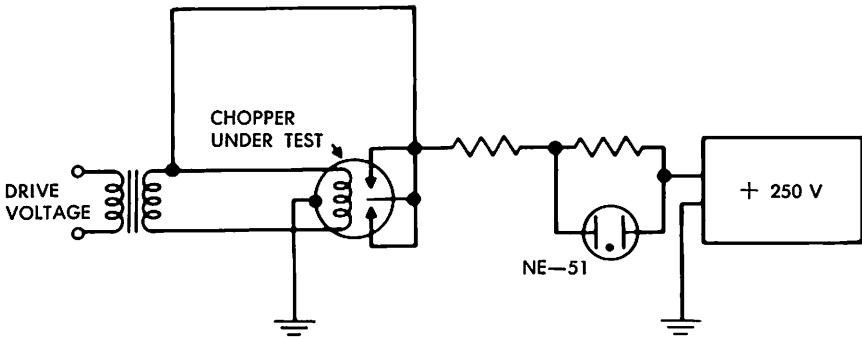 CHOPPER
UNDER TEST
DRIVE
VOLTAGE
+ 250 V
NE—51